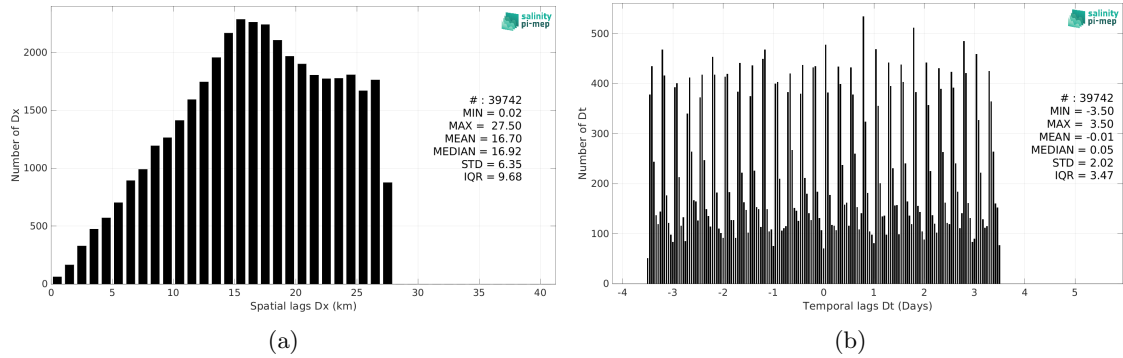 salinity
pi-mep
Number of Dx
2000
1500
1000
500
0
# : 39742
MIN = 0.02
MAX = 27.50
MEAN = 16.70
MEDIAN = 16.92
STD = 6.35
IQR = 9.68
0 5 10 15 20 25 30 35 40
Spatial lags Dx (km)
(a)
salinity
pi-mep
Number of Dt
500
400
300
200
100
0
# : 39742
MIN = -3.50
MAX = 3.50
MEAN = -0.01
MEDIAN = 0.05
STD = 2.02
IQR = 3.47
-4 -3 -2 -1 0 1 2 3 4 5
Temporal lags Dt (Days)
(b)